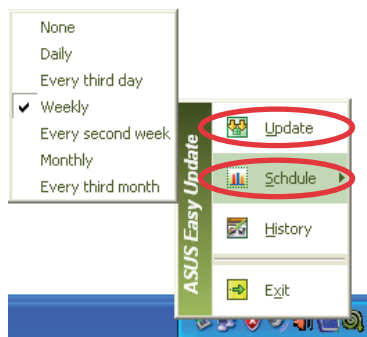 None
Daily
Every third day
Weekly
Every second week
Monthly
Every third month
ASUS Easy Update
Update
Schdule
History
Exit